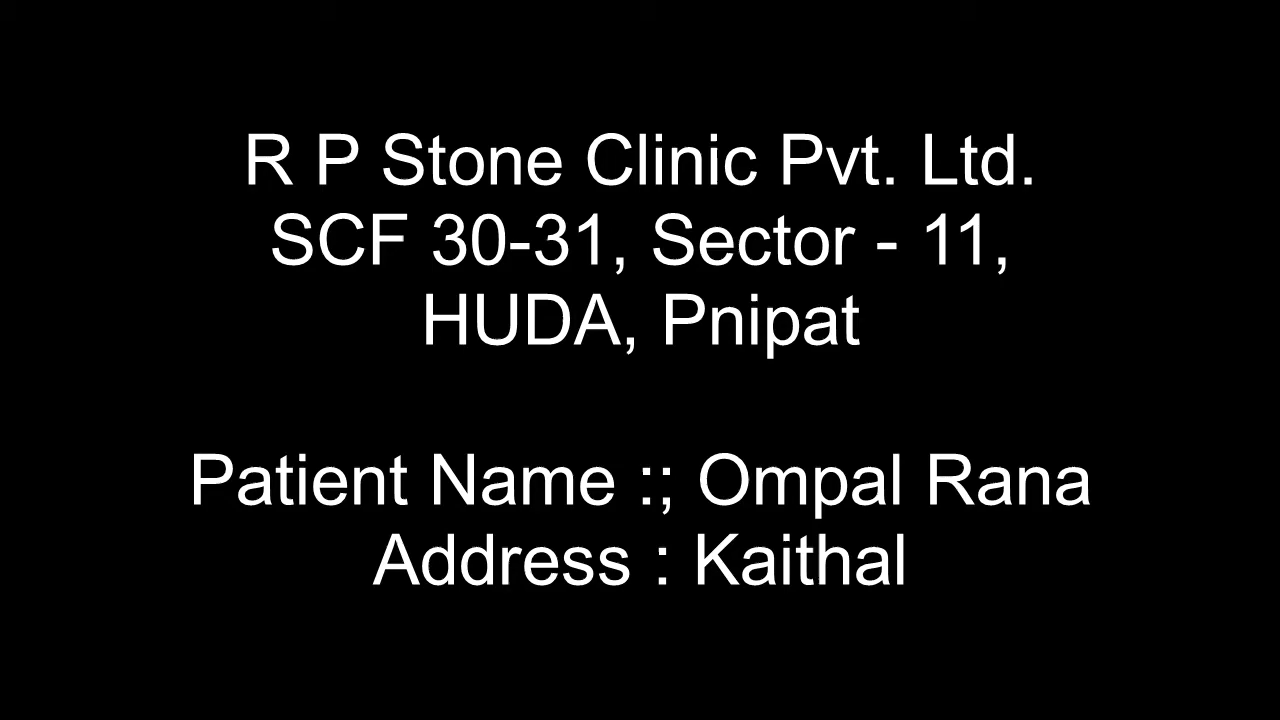 R P Stone Clinic Pvt. Ltd.
SCF 30-31, Sector - 11,
HUDA, Pnipat
Patient Name :; Ompal Rana
Address : Kaithal